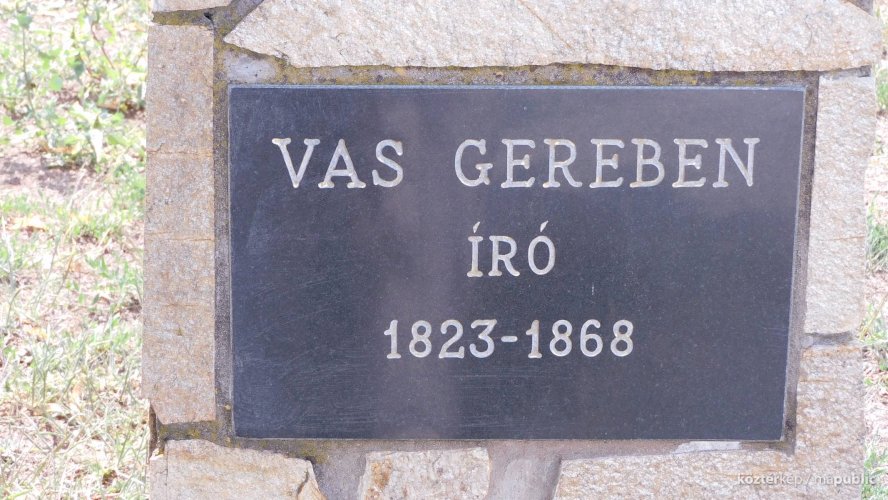 VAS GEREBEN
ÍRÓ
1823-1868
köztérkép / mapublic